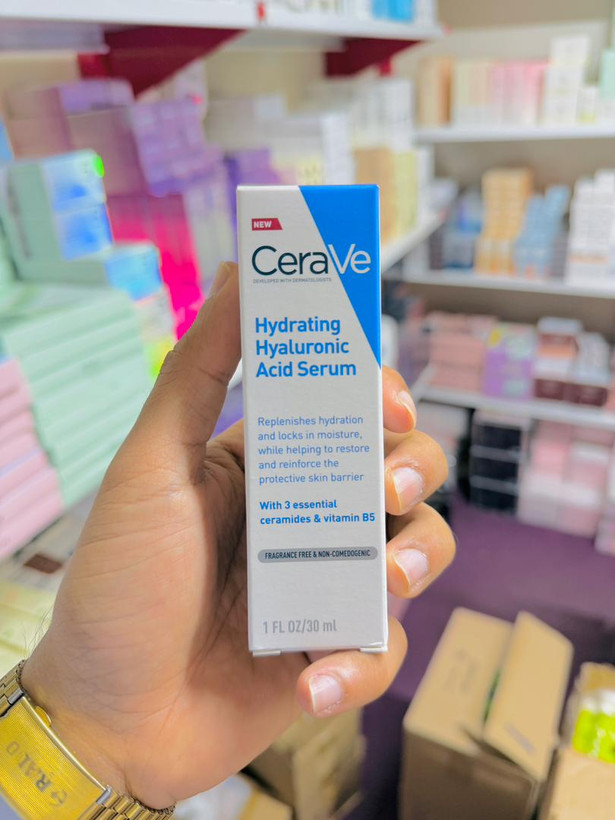 NEW
CeraVe
DEVELOPED WITH DERMATOLOGISTS
Hydrating
Hyaluronic
Acid Serum
Replenishes hydration
and locks in moisture,
while helping to restore
and reinforce the
protective skin barrier
With 3 essential
ceramides & vitamin B5
FRAGRANCE FREE & NON-COMEDOGENIC
1 FL OZ/30 ml